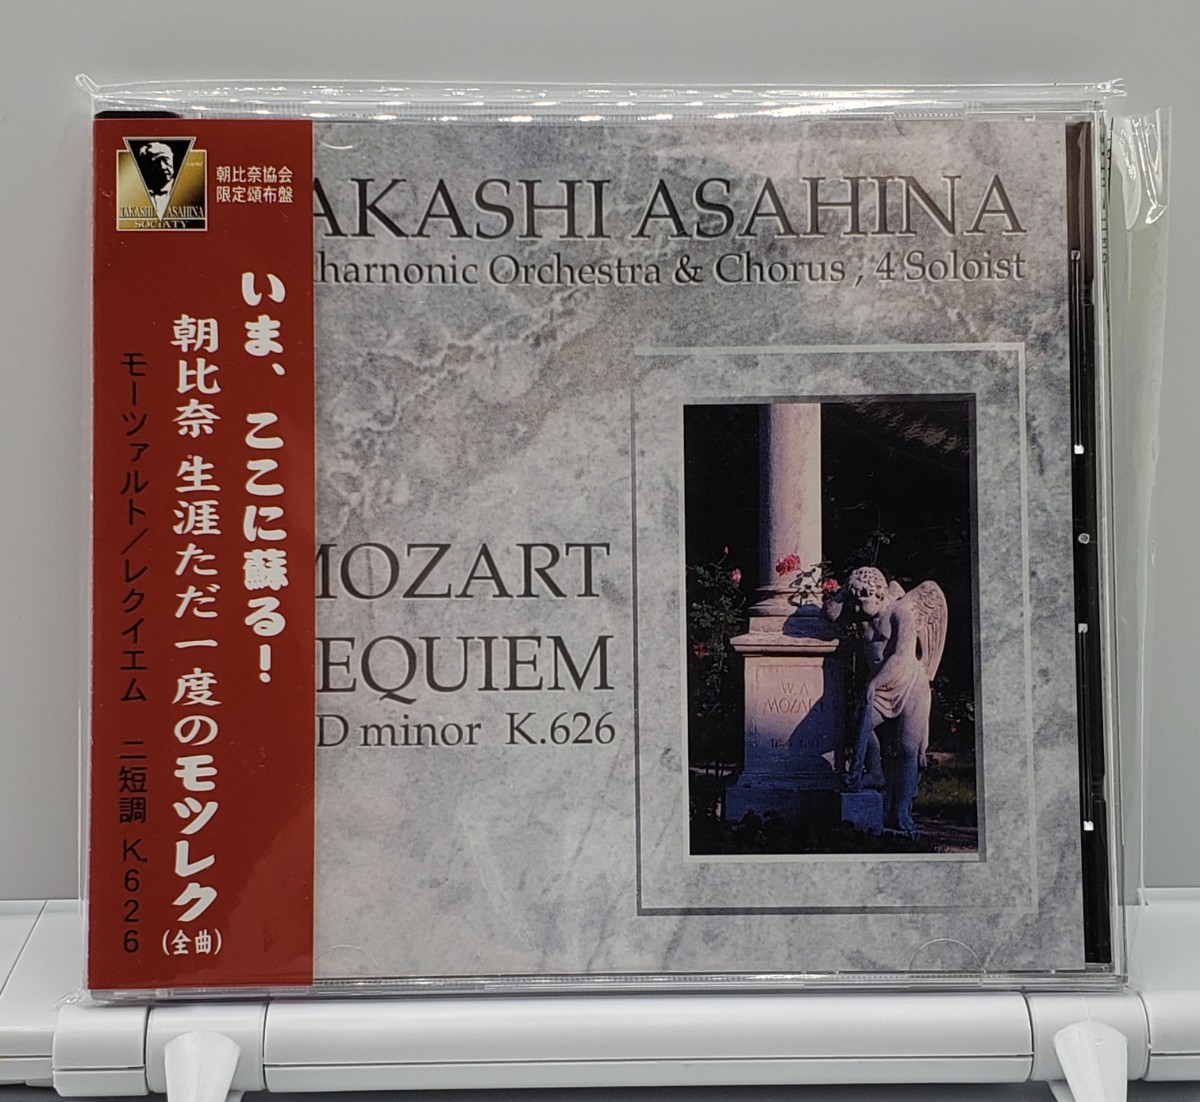 TAKASHI ASAHINA
SOCIATY
朝比奈協会
限定頒布盤
いま、ここに蘇る!
朝比奈 生涯ただ一度のモツレク(全曲)
モーツァルト/レクイエム 二短調 K.626
AKASHI ASAHINA
harnonic Orchestra & Chorus , 4 Soloist
MOZART
EQUIEM
D minor K.626
W. A.
MOZART